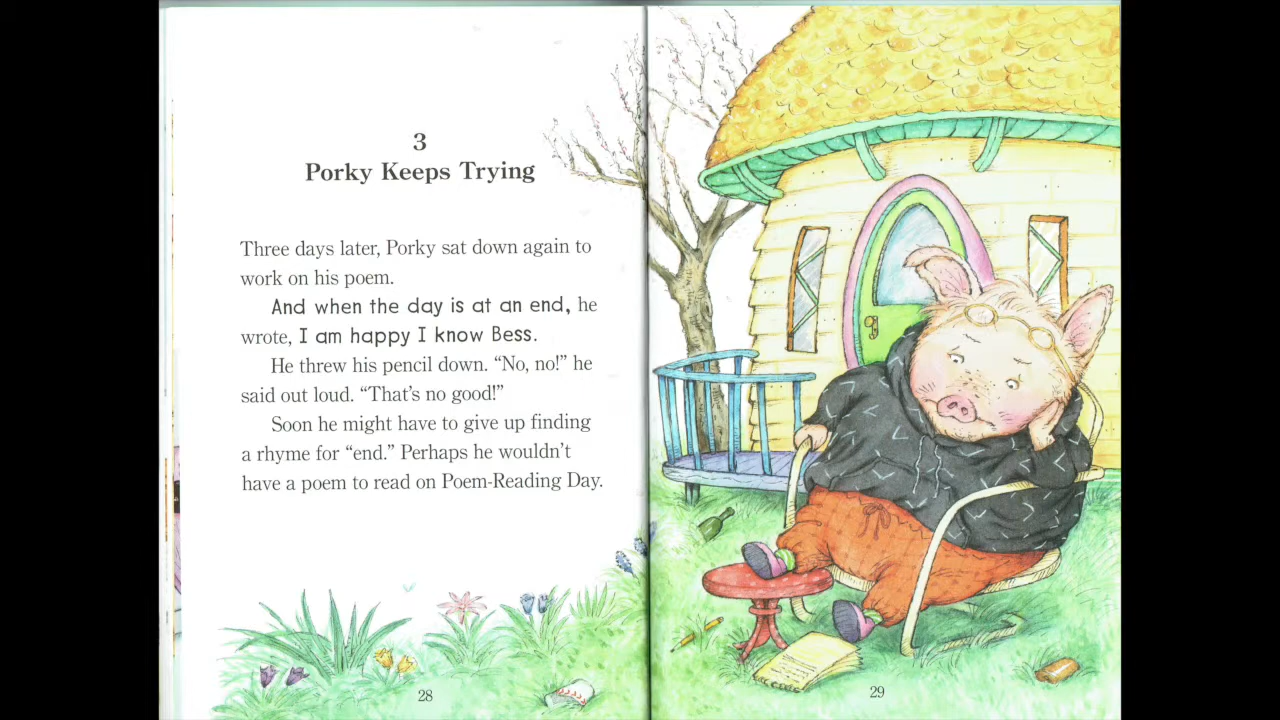 3
Porky Keeps Trying
Three days later, Porky sat down again to
work on his poem.
And when the day is at an end, he
wrote, I am happy I know Bess.
He threw his pencil down. “No, no!” he
said out loud. “That’s no good!”
Soon he might have to give up finding
a rhyme for “end.” Perhaps he wouldn’t
have a poem to read on Poem-Reading Day.
28
29